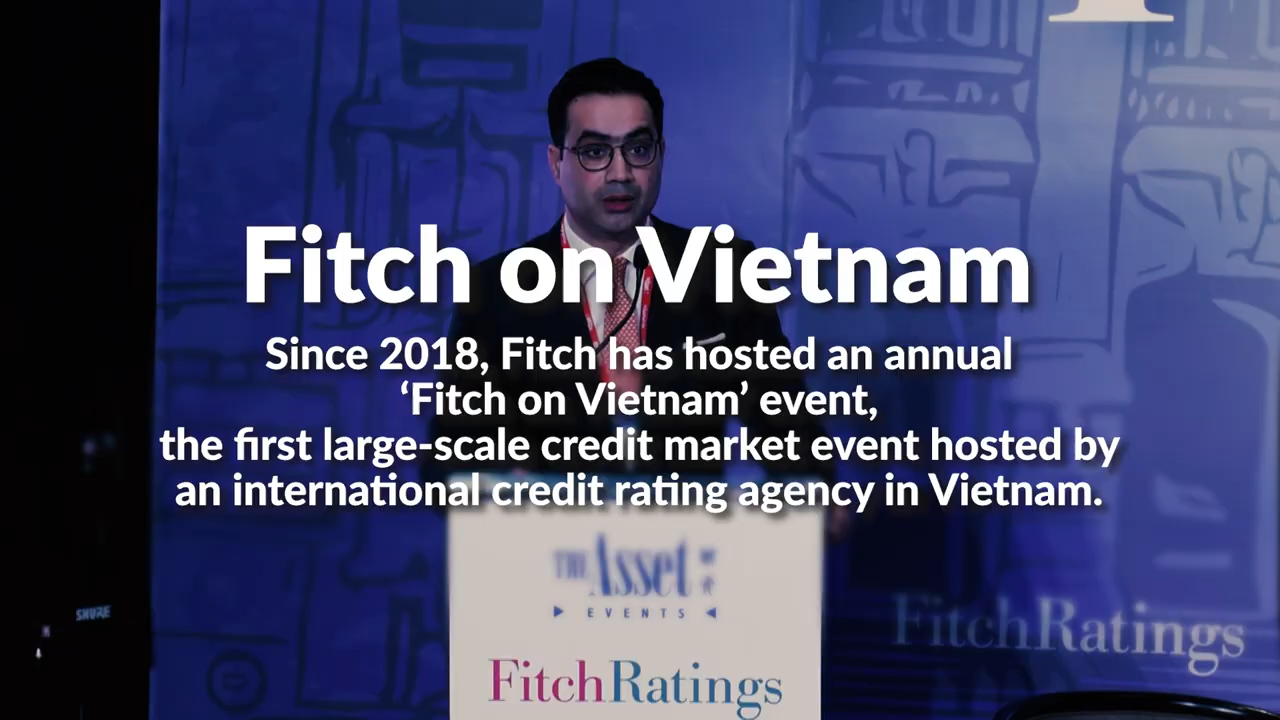 Fitch on Vietnam
Since 2018, Fitch has hosted an annual
‘Fitch on Vietnam’ event,
the first large-scale credit market event hosted by
an international credit rating agency in Vietnam.
THE Asset
EVENTS
SHURE
FitchRatings
FitchRatings